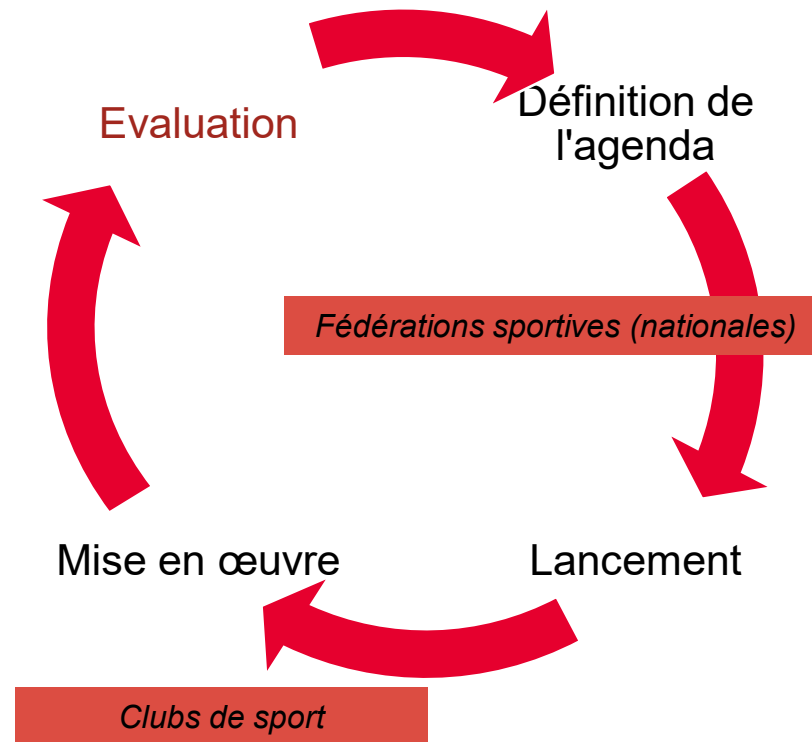 Evaluation
Définition de
l'agenda
Fédérations sportives (nationales)
Mise en œuvre
Lancement
Clubs de sport